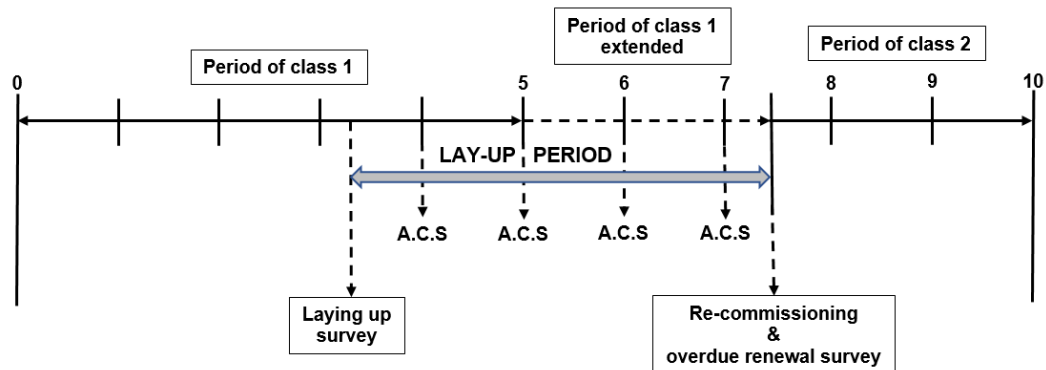 Period of class 1
extended
Period of class 1
Period of class 2
0
5
6
7
8
9
10
LAY-UP PERIOD
A.C.S
A.C.S
A.C.S
A.C.S
Laying up
survey
Re-commissioning
&
overdue renewal survey